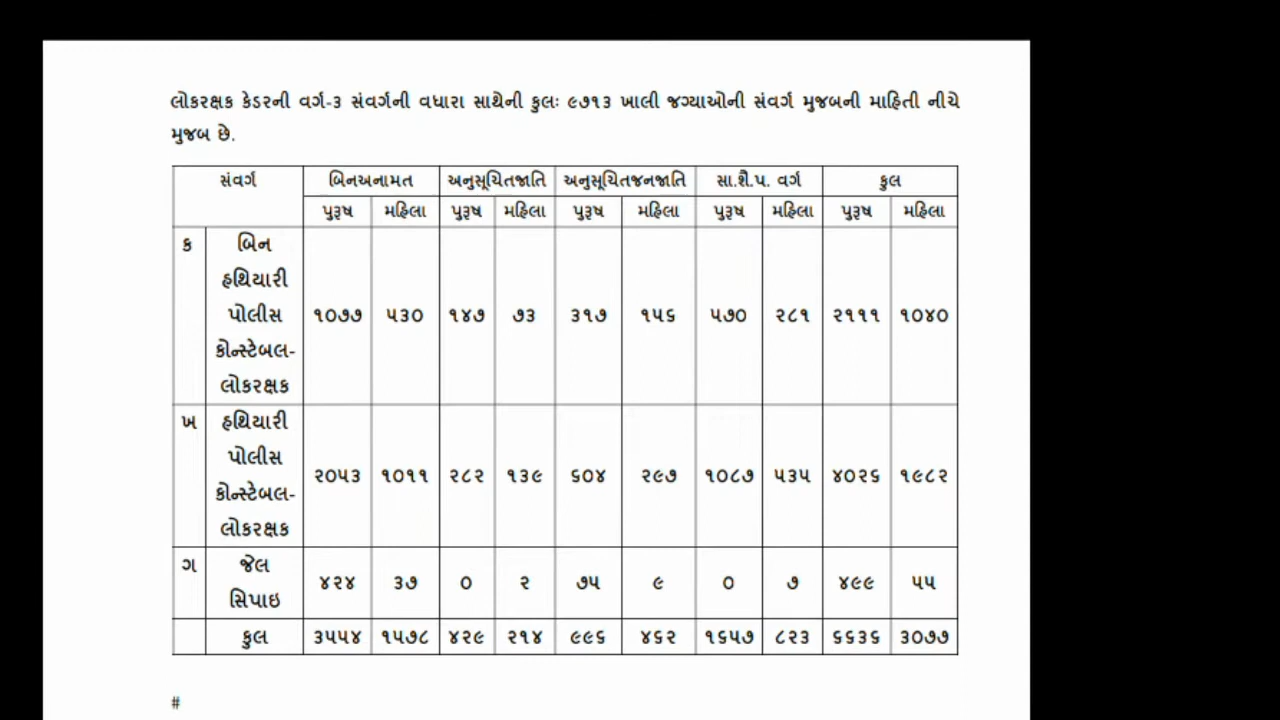 લોકરક્ષક કેડરની વર્ગ-૩ સંવર્ગની વધારા સાથેની કુલઃ ૯૭૧૩ ખાલી જગ્યાઓની સંવર્ગ મુજબની માહિતી નીચે
મુજબ છે.
સંવર્ગ બિનઅનામત અનુસૂચિતજાતિ અનુસૂચિતજનજાતિ સા.શૈ.પ. વર્ગ કુલ
પુરૂષ મહિલા પુરૂષ મહિલા પુરૂષ મહિલા પુરૂષ મહિલા પુરૂષ મહિલા
ક બિન
હથિયારી
પોલીસ ૧૦૭૭ ૫૩૦ ૧૪૭ ૭૩ ૩૧૭ ૧૫૬ ૫૭૦ ૨૮૧ ૨૧૧૧ ૧૦૪૦
કોન્સ્ટેબલ-
લોકરક્ષક
ખ હથિયારી
પોલીસ
૨૦૫૩ ૧૦૧૧ ૨૮૨ ૧૩૯ ૬૦૪ ૨૯૭ ૧૦૮૭ ૫૩૫ ૪૦૨૬ ૧૯૮૨
કોન્સ્ટેબલ-
લોકરક્ષક
ગ જેલ
૪૨૪ ૩૭ ૦ ૨ ૭૫ ૯ ૦ ૭ ૪૯૯ ૫૫
સિપાઇ
કુલ ૩૫૫૪ ૧૫૭૮ ૪૨૯ ૨૧૪ ૯૯૬ ૪૬૨ ૧૬૫૭ ૮૨૩ ૬૬૩૬ ૩૦૭૭
#